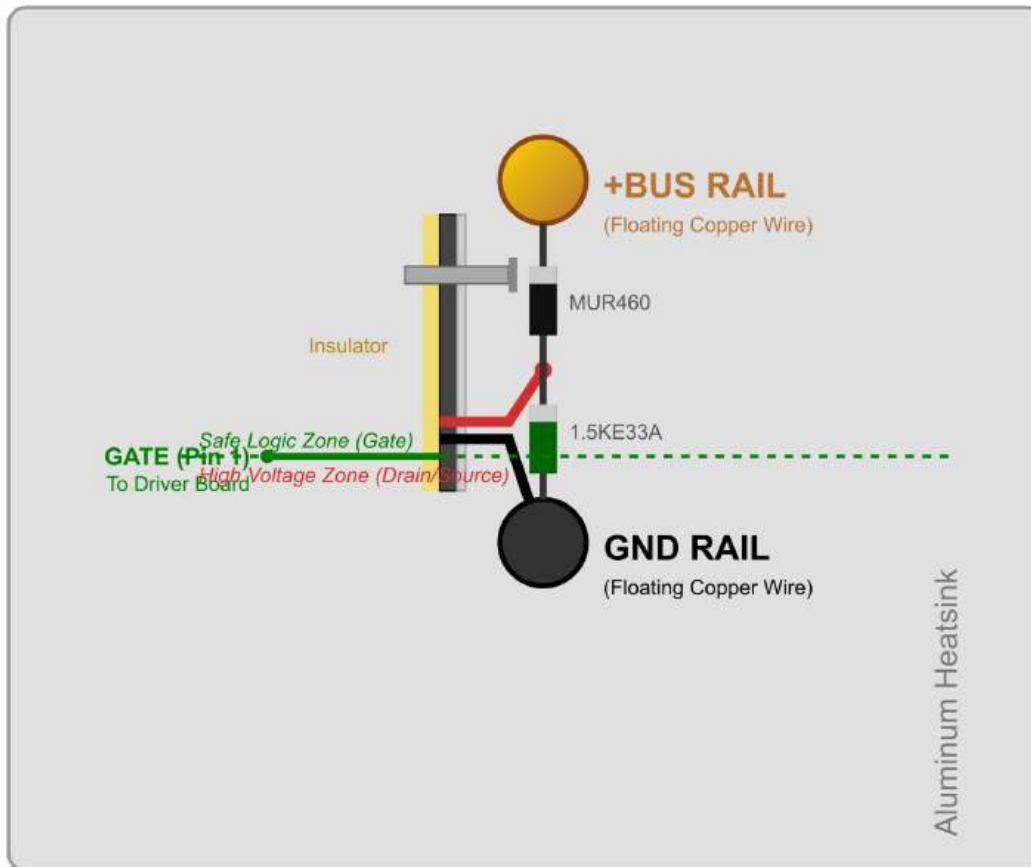 +BUS RAIL
(Floating Copper Wire)
MUR460
Insulator
1.5KE33A
Safe Logic Zone (Gate)
GATE (Pin 1)
High Voltage Zone (Drain/Source)
To Driver Board
GND RAIL
(Floating Copper Wire)
Aluminum Heatsink